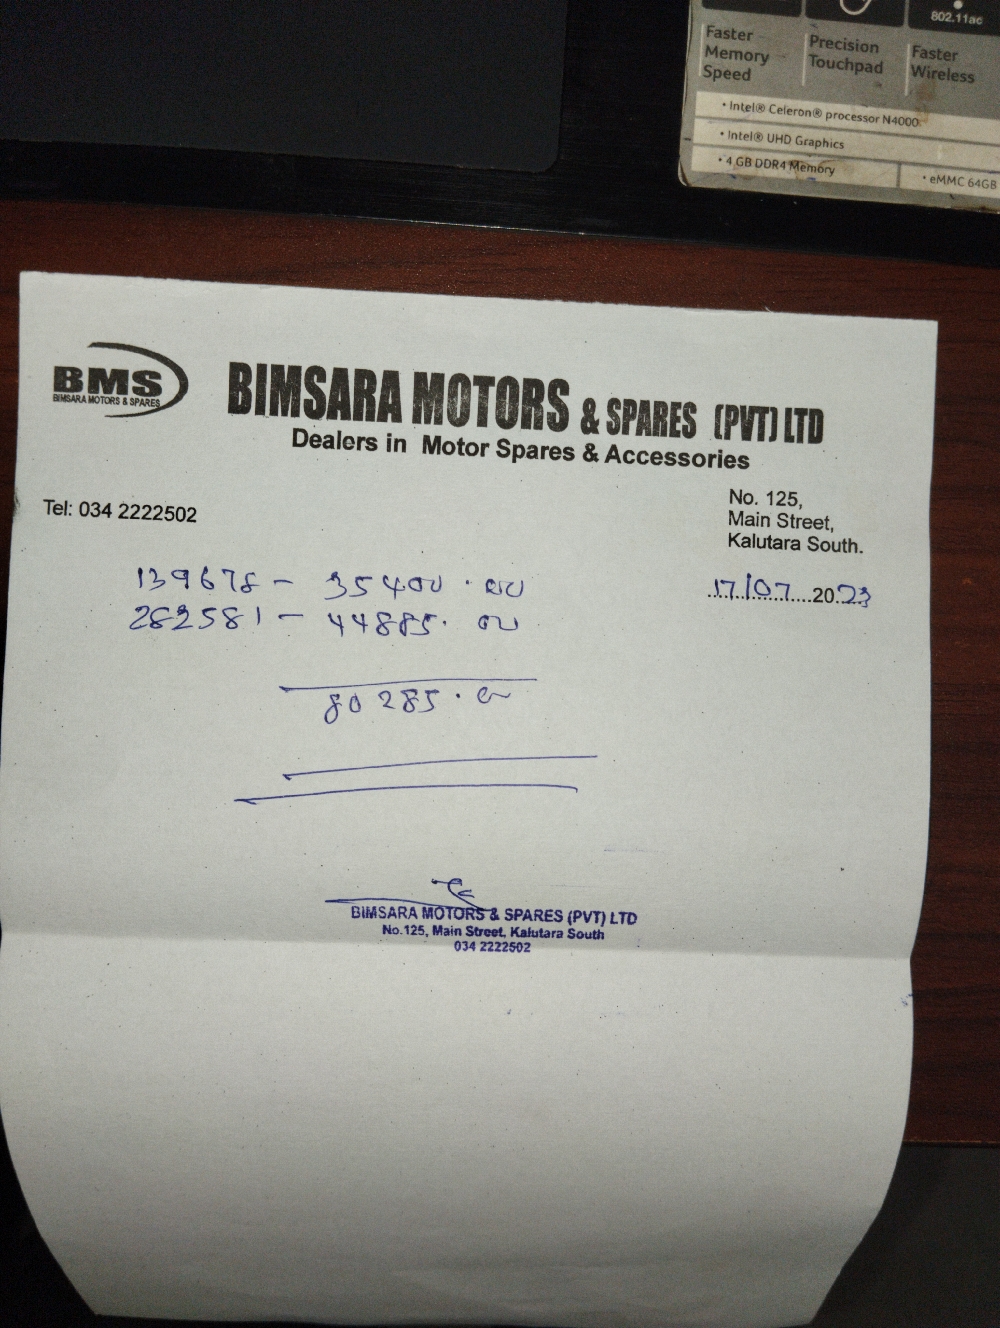 802.11ac
Faster Memory Speed
Precision Touchpad
Faster Wireless
• Intel® Celeron® processor N4000
• Intel® UHD Graphics
• 4 GB DDR4 Memory
• eMMC 64GB
BMS
BIMSARA MOTORS & SPARES
BIMSARA MOTORS & SPARES (PVT) LTD
Dealers in Motor Spares & Accessories
Tel: 034 2222502
No. 125,
Main Street,
Kalutara South.
17/07 2023
139678 - 35400.00
282581 - 44885.00
80285.00
BIMSARA MOTORS & SPARES (PVT) LTD
No.125, Main Street, Kalutara South
034 2222502